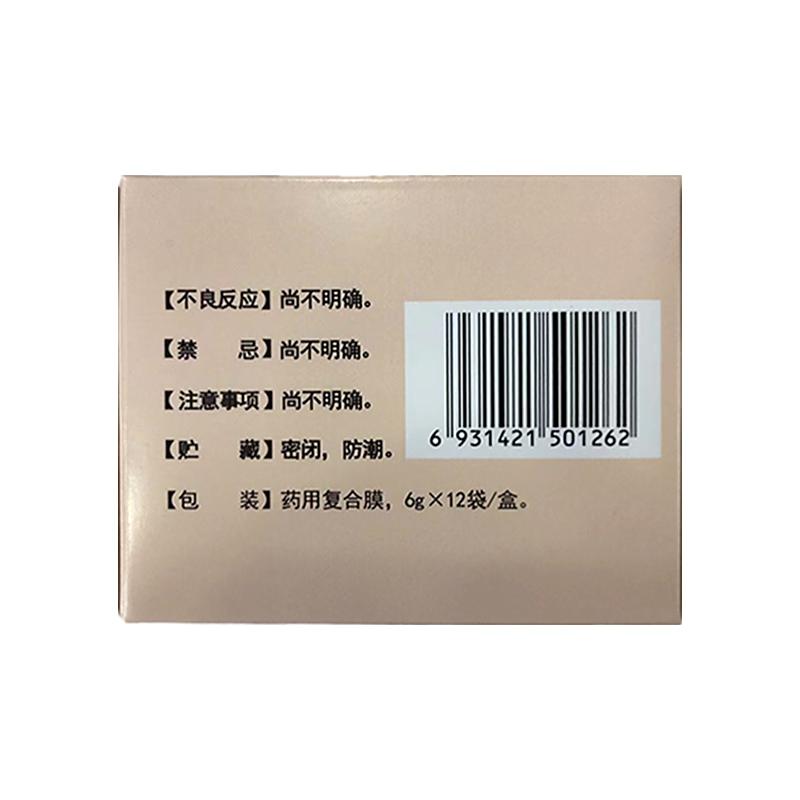 【不良反应】尚不明确。
【禁　　忌】尚不明确。
【注意事项】尚不明确。
【贮　　藏】密闭，防潮。
【包　　装】药用复合膜，6g×12袋/盒。
6 931421 501262